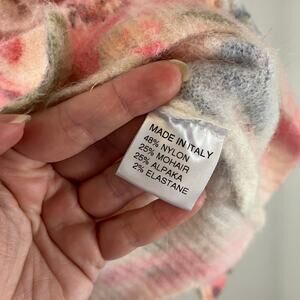 MADE IN ITALY
48% NYLON
25% MOHAIR
25% ALPAKA
2% ELASTANE